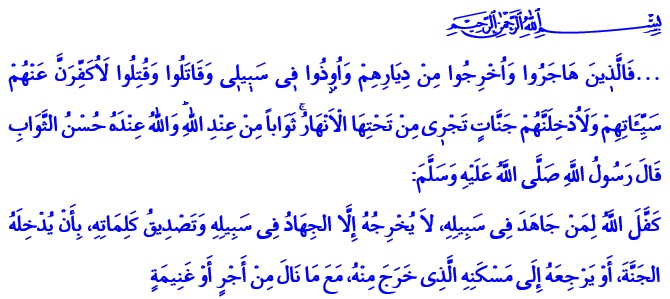 بِسْمِ اللّٰهِ الرَّحْمٰنِ الرَّحِيمِ
...فَالَّذٖينَ هَاجَرُوا وَاُخْرِجُوا مِنْ دِيَارِهِمْ وَاُو۫ذُوا فٖى سَبٖيلٖى وَقَاتَلُوا وَقُتِلُوا لَاُكَفِّرَنَّ عَنْهُمْ
سَيِّـَٔاتِهِمْ وَلَاُدْخِلَنَّهُمْ جَنَّاتٍ تَجْرٖى مِنْ تَحْتِهَا الْاَنْهَارُۚ ثَوَاباً مِنْ عِنْدِ اللّٰهِؕ وَاللّٰهُ عِنْدَهُ حُسْنُ الثَّوَابِ
قَالَ رَسُولُ اللَّهِ صَلَّى اللَّهُ عَلَيْهِ وَسَلَّمَ:
كَفَّلَ اللَّهُ لِمَنْ جَاهَدَ فِى سَبِيلِهِ، لاَ يُخْرِجُهُ إِلَّا الجِهَادُ فِى سَبِيلِهِ وَتَصْدِيقُ كَلِمَاتِهِ، بِأَنْ يُدْخِلَهُ
الجَنَّةَ، أَوْ يَرْجِعَهُ إِلَى مَسْكَنِهِ الَّذِى خَرَجَ مِنْهُ، مَعَ مَا نَالَ مِنْ أَجْرٍ أَوْ غَنِيمَةٍ